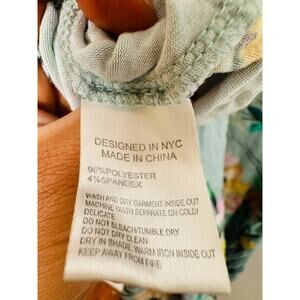 DESIGNED IN NYC
MADE IN CHINA
96%POLYESTER
4%SPANDEX
WASH AND DRY GARMENT INSIDE OUT
MACHINE WASH SEPARATE OR GOLD!
DELICATE
DO NOT BLEACH/TUMBLE DRY
DO NOT DRY CLEAN
DRY IN SHADE, WARM IRON INSIDE OUT
KEEP AWAY FROM FIRE